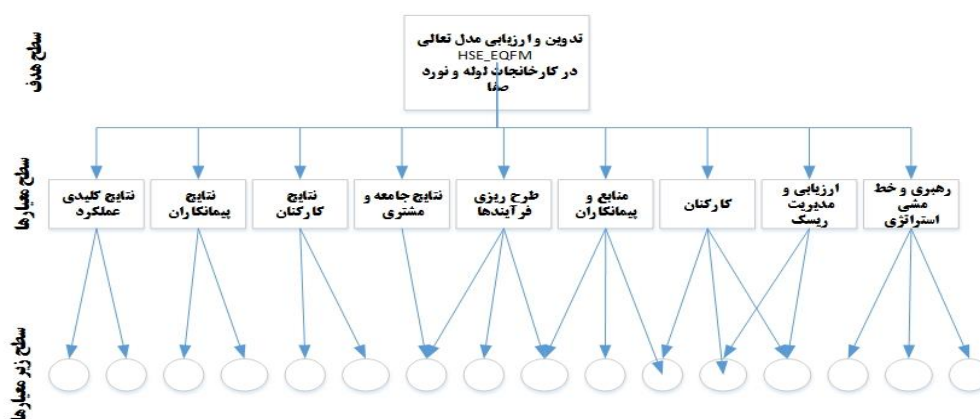 سطح هدف
تدوین و ارزیابی مدل تعالی
HSE_EQFM
در کارخانجات لوله و نورد
صفا
سطح معیارها
رهبری و خط
مشی
استراتژی
ارزیابی و
مدیریت
ریسک
کارکنان
منابع و
پیمانکاران
طرح ریزی
فرآیندها
نتایج جامعه و
مشتری
نتایج
کارکنان
نتایج
پیمانکاران
نتایج کلیدی
عملکرد
سطح زیر معیارها